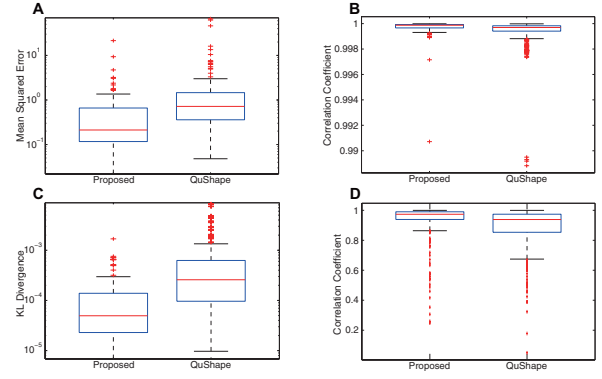 A
Mean Squared Error
10^1
10^0
10^-1
Proposed
QuShape
B
Correlation Coefficient
1
0.998
0.996
0.994
0.992
0.99
Proposed
QuShape
C
KL Divergence
10^-3
10^-4
10^-5
Proposed
QuShape
D
Correlation Coefficient
1
0.8
0.6
0.4
0.2
Proposed
QuShape